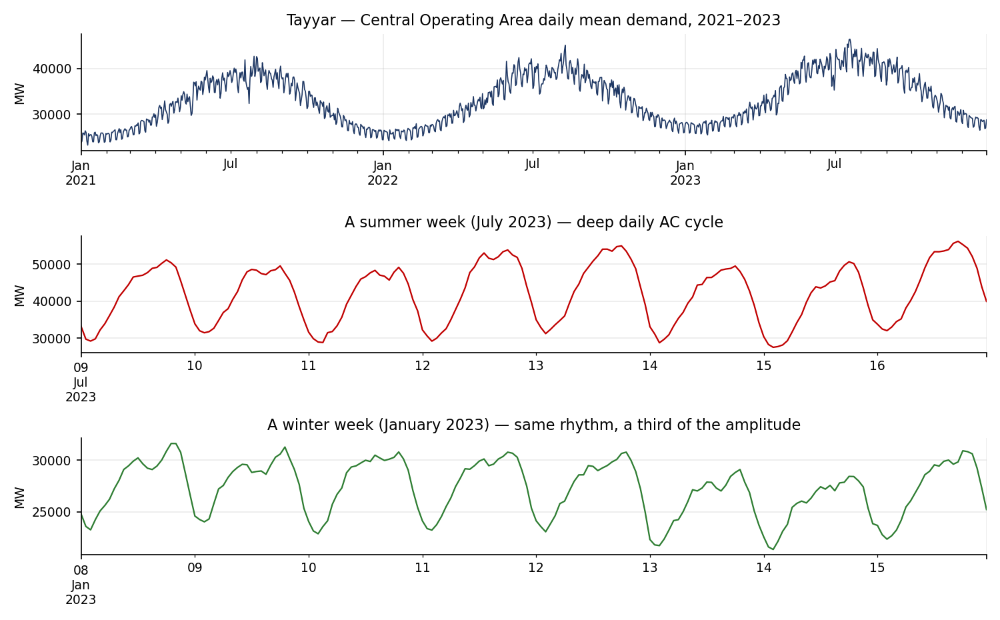 Tayyar — Central Operating Area daily mean demand, 2021–2023
MW
40000
30000
Jan
2021
Jul
Jan
2022
Jul
Jan
2023
Jul
A summer week (July 2023) — deep daily AC cycle
MW
50000
40000
30000
09
Jul
2023
10
11
12
13
14
15
16
A winter week (January 2023) — same rhythm, a third of the amplitude
MW
30000
25000
08
Jan
2023
09
10
11
12
13
14
15